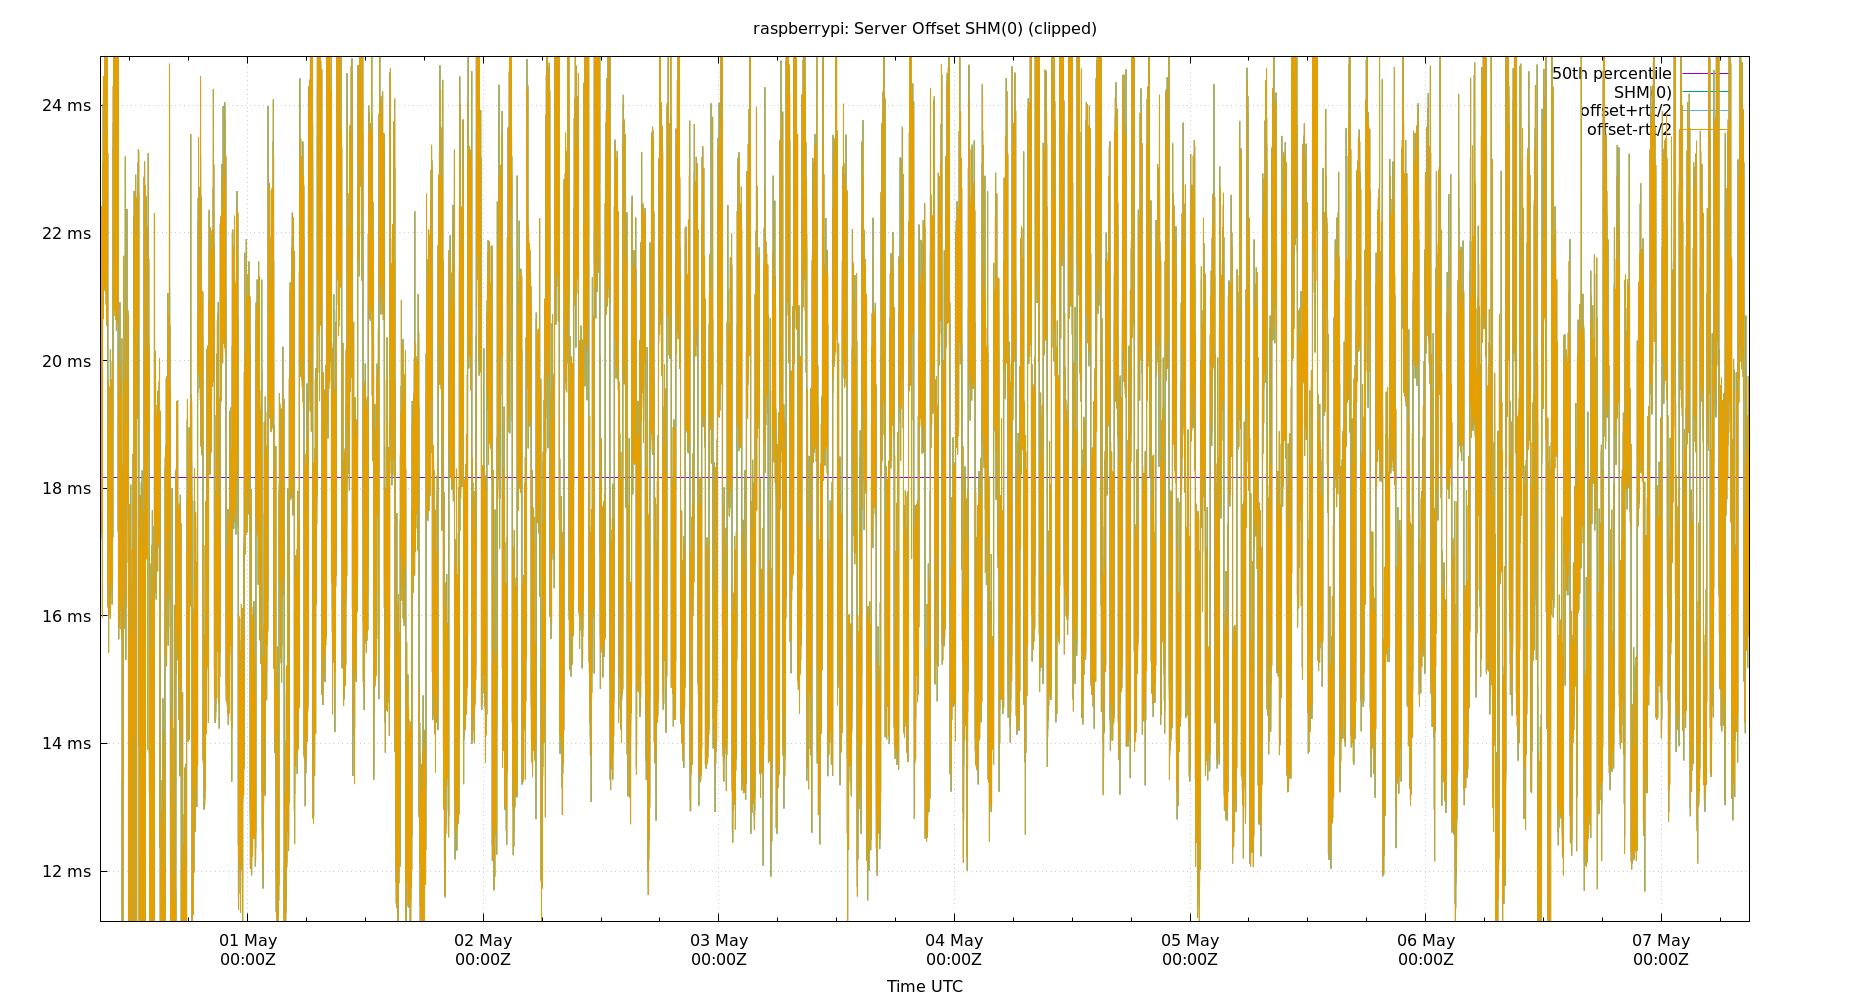 raspberrypi: Server Offset SHM(0) (clipped)
50th percentile
SHM(0)
offset+rtt/2
offset-rtt/2
24 ms
22 ms
20 ms
18 ms
16 ms
14 ms
12 ms
01 May 02 May 03 May 04 May 05 May 06 May 07 May
00:00Z 00:00Z 00:00Z 00:00Z 00:00Z 00:00Z 00:00Z
Time UTC